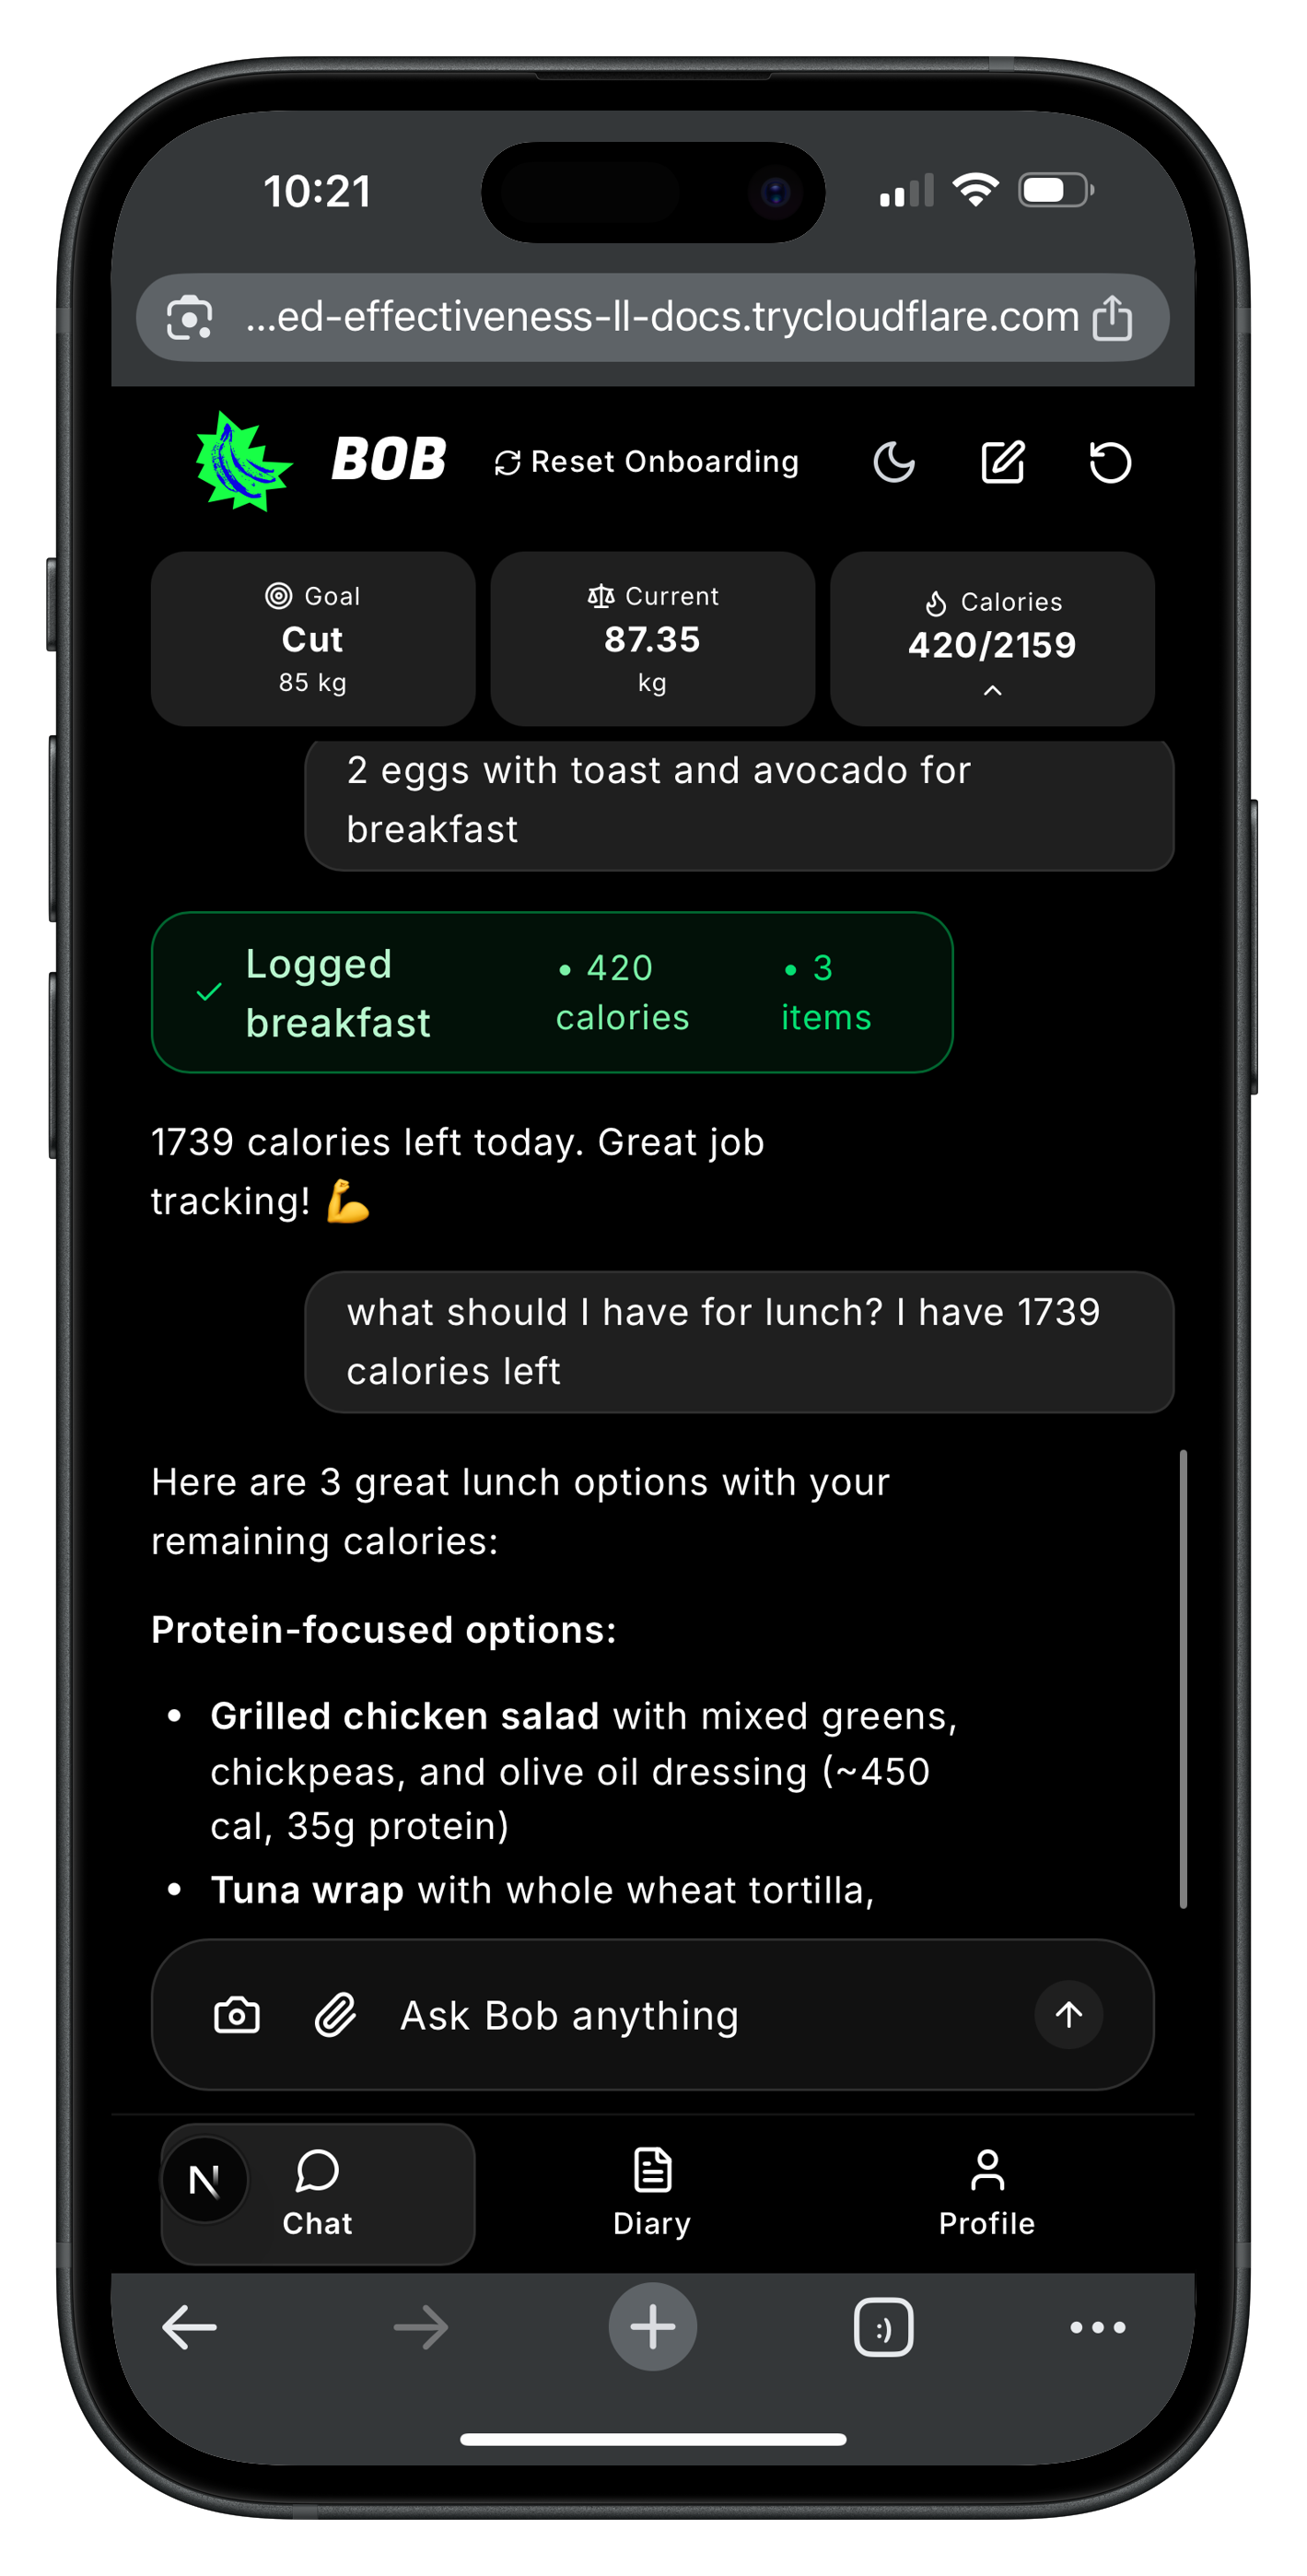 10:21
...ed-effectiveness-ll-docs.trycloudflare.com
BOB
Reset Onboarding
Goal
Cut
85 kg
Current
87.35
kg
Calories
420/2159
2 eggs with toast and avocado for
breakfast
Logged
breakfast
• 420
calories
• 3
items
1739 calories left today. Great job
tracking! 💪
what should I have for lunch? I have 1739
calories left
Here are 3 great lunch options with your
remaining calories:
Protein-focused options:
• Grilled chicken salad with mixed greens,
chickpeas, and olive oil dressing (~450
cal, 35g protein)
• Tuna wrap with whole wheat tortilla,
Ask Bob anything
N
Chat
Diary
Profile
:)